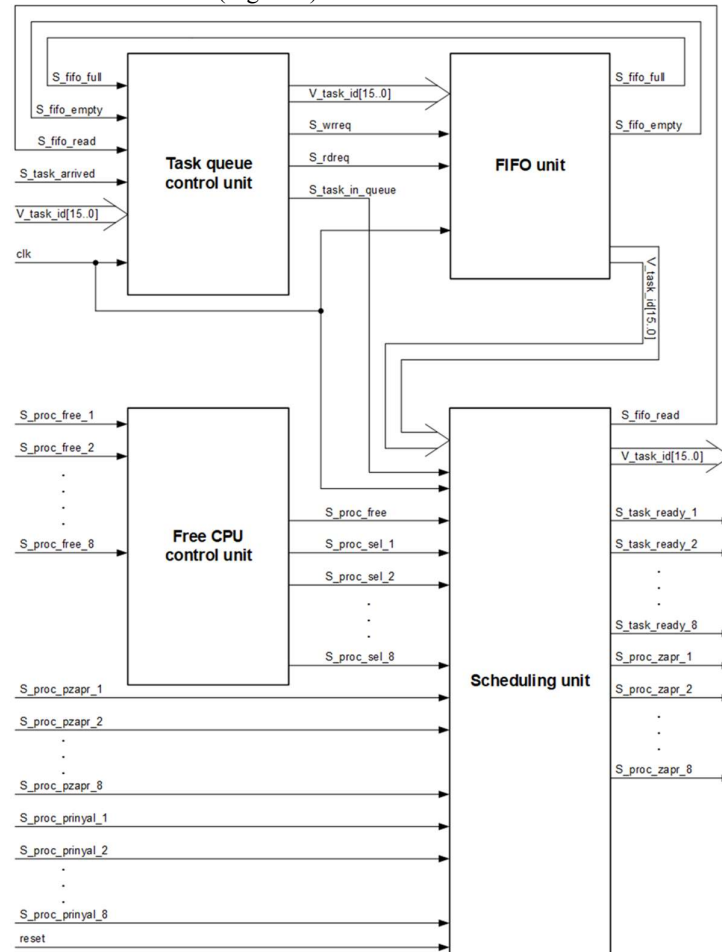 S_fifo_full
S_fifo_empty
S_fifo_read
S_task_arrived
V_task_id[15..0]
clk
Task queue
control unit
V_task_id[15..0]
S_wrreq
S_rdreq
S_task_in_queue
FIFO unit
S_fifo_full
S_fifo_empty
V_task_id[15..0]
S_proc_free_1
S_proc_free_2
S_proc_free_8
Free CPU
control unit
S_proc_free
S_proc_sel_1
S_proc_sel_2
S_proc_sel_8
S_proc_pzapr_1
S_proc_pzapr_2
S_proc_pzapr_8
S_proc_prinyal_1
S_proc_prinyal_2
S_proc_prinyal_8
reset
Scheduling unit
S_fifo_read
V_task_id[15..0]
S_task_ready_1
S_task_ready_2
S_task_ready_8
S_proc_zapr_1
S_proc_zapr_2
S_proc_zapr_8